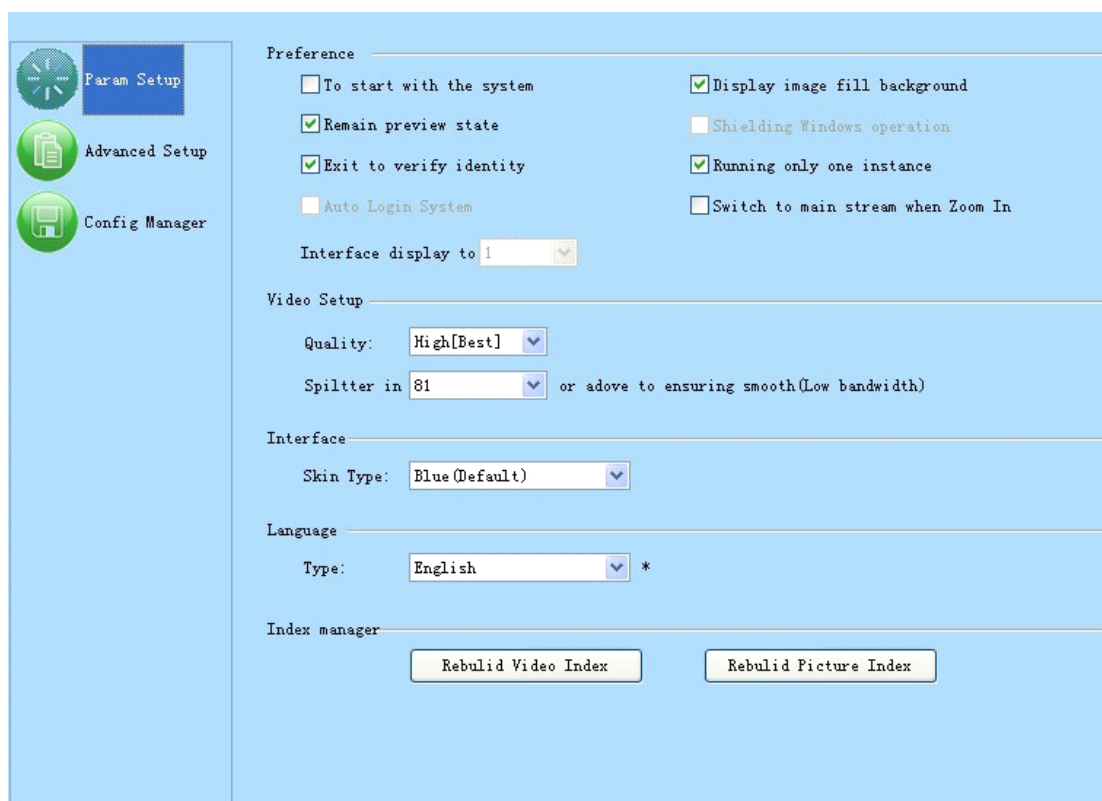 Param Setup
Advanced Setup
Config Manager
Preference
To start with the system
Display image fill background
Remain preview state
Shielding Windows operation
Exit to verify identity
Running only one instance
Auto Login System
Switch to main stream when Zoom In
Interface display to 1
Video Setup
Quality: High[Best]
Spiltter in 81 or adove to ensuring smooth(Low bandwidth)
Interface
Skin Type: Blue(Default)
Language
Type: English *
Index manager
Rebulid Video Index
Rebulid Picture Index